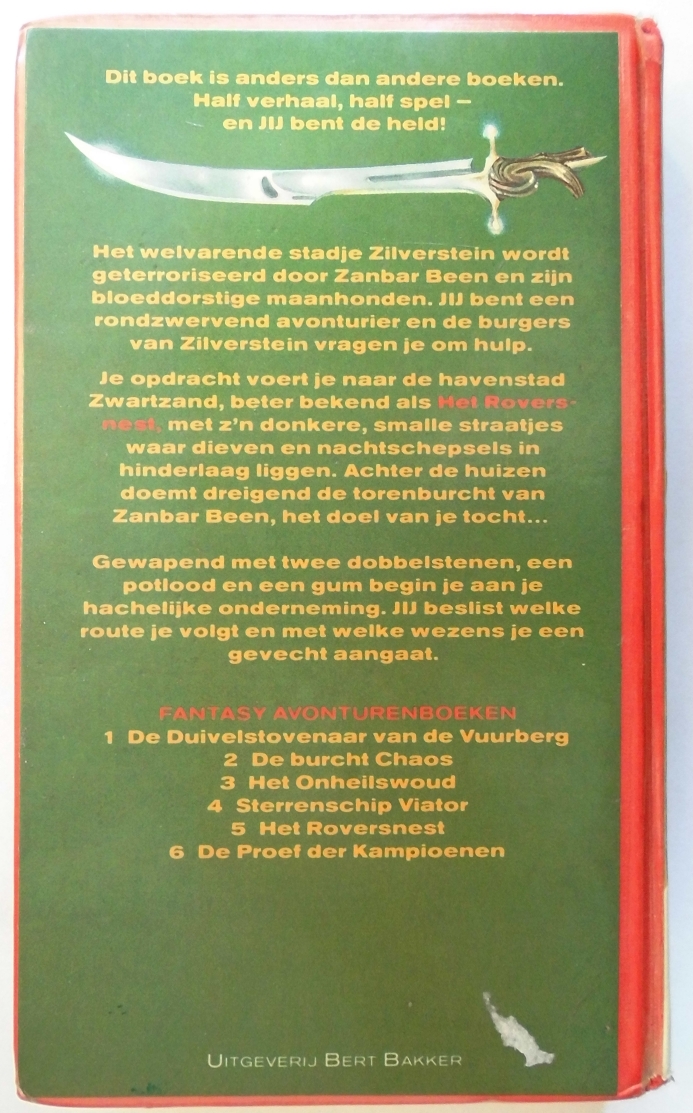 Dit boek is anders dan andere boeken.
Half verhaal, half spel –
en JIJ bent de held!
Het welvarende stadje Zilverstein wordt
geterroriseerd door Zanbar Been en zijn
bloeddorstige maanhonden. JIJ bent een
rondzwervend avonturier en de burgers
van Zilverstein vragen je om hulp.
Je opdracht voert je naar de havenstad
Zwartzand, beter bekend als Het Rovers-
nest, met z'n donkere, smalle straatjes
waar dieven en nachtschepsels in
hinderlaag liggen. Achter de huizen
doemt dreigend de torenburcht van
Zanbar Been, het doel van je tocht...
Gewapend met twee dobbelstenen, een
potlood en een gum begin je aan je
hachelijke onderneming. JIJ beslist welke
route je volgt en met welke wezens je een
gevecht aangaat.
FANTASY AVONTURENBOEKEN
1 De Duivelstovenaar van de Vuurberg
2 De burcht Chaos
3 Het Onheilswoud
4 Sterrenschip Viator
5 Het Roversnest
6 De Proef der Kampioenen
UITGEVERIJ BERT BAKKER